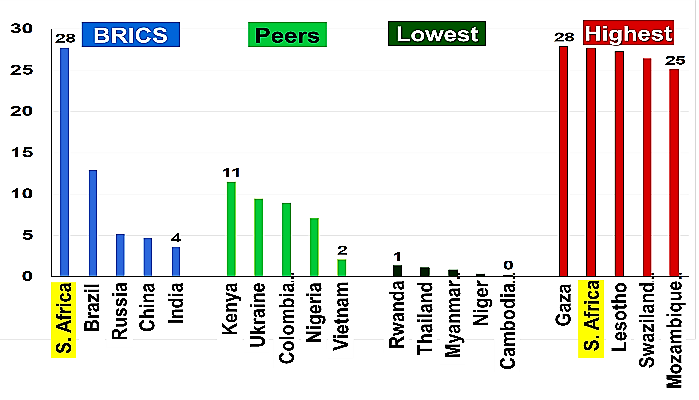 BRICS
Peers
Lowest
Highest
30
25
20
15
10
5
0
28
4
11
2
1
0
28
25
S. Africa
Brazil
Russia
China
India
Kenya
Ukraine
Colombia..
Nigeria
Vietnam
Rwanda
Thailand
Myanmar..
Niger
Cambodia..
Gaza
S. Africa
Lesotho
Swaziland..
Mozambique..